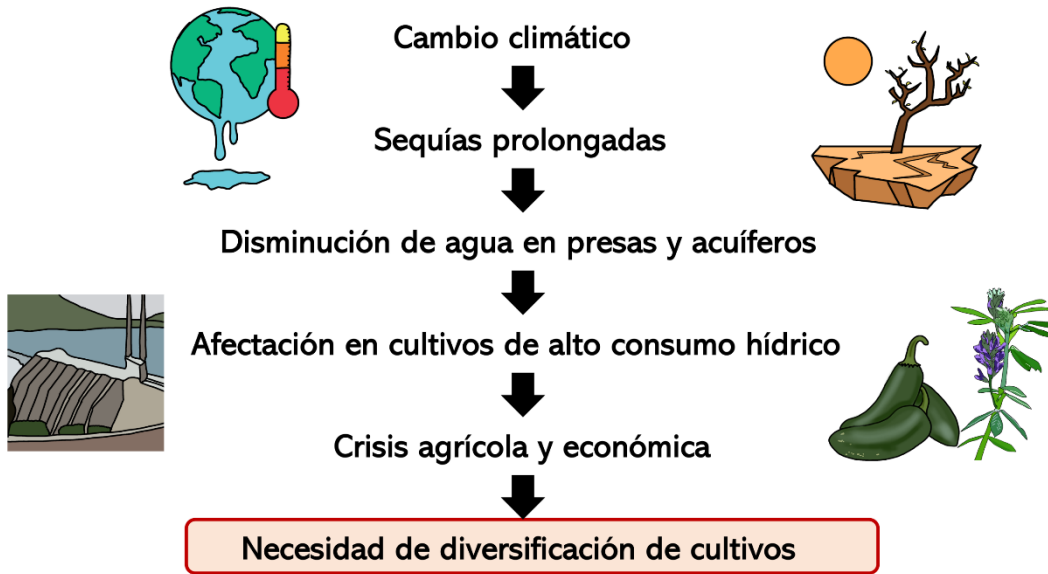 Cambio climático
Sequías prolongadas
Disminución de agua en presas y acuíferos
Afectación en cultivos de alto consumo hídrico
Crisis agrícola y económica
Necesidad de diversificación de cultivos